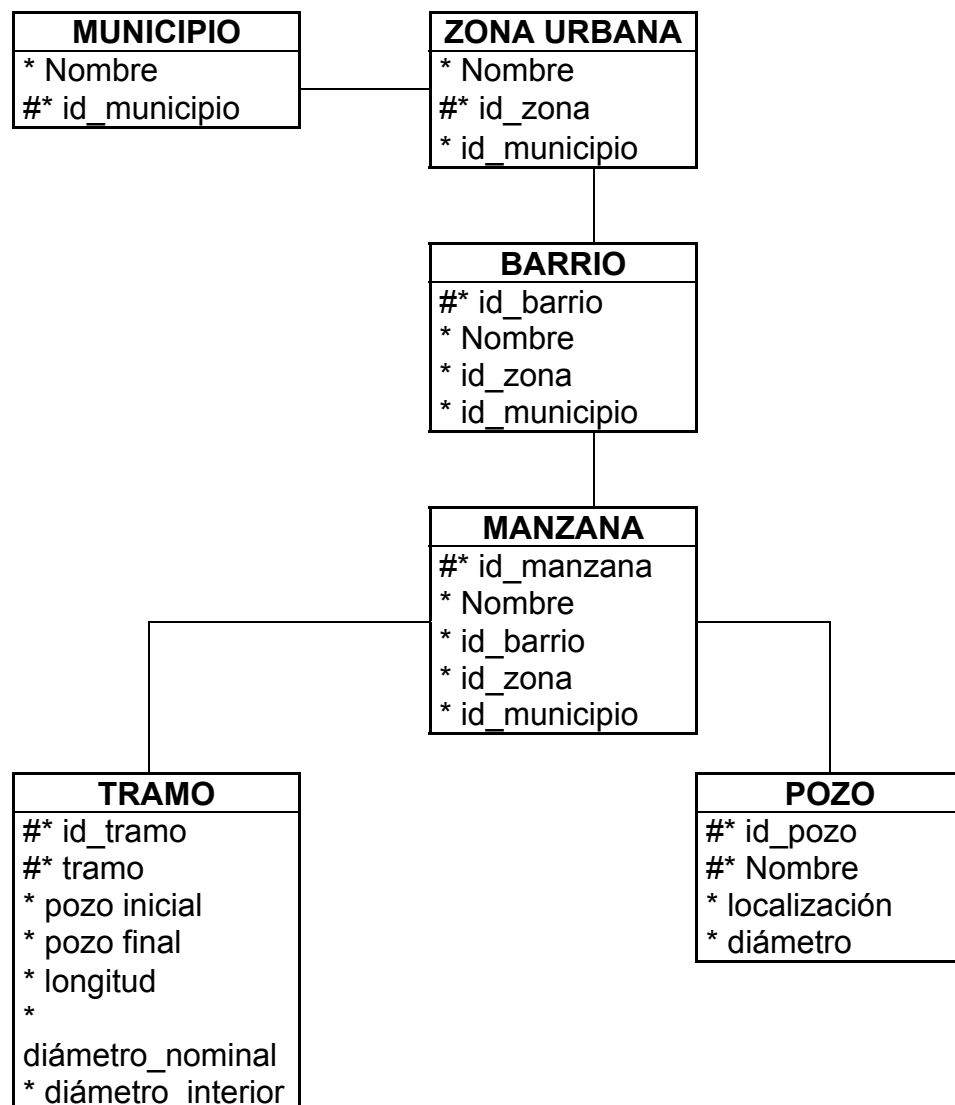 MUNICIPIO
* Nombre
#* id_municipio
ZONA URBANA
* Nombre
#* id_zona
* id_municipio
BARRIO
#* id_barrio
* Nombre
* id_zona
* id_municipio
MANZANA
#* id_manzana
* Nombre
* id_barrio
* id_zona
* id_municipio
TRAMO
#* id_tramo
#* tramo
* pozo inicial
* pozo final
* longitud
*
diámetro_nominal
* diámetro_interior
POZO
#* id_pozo
#* Nombre
* localización
* diámetro